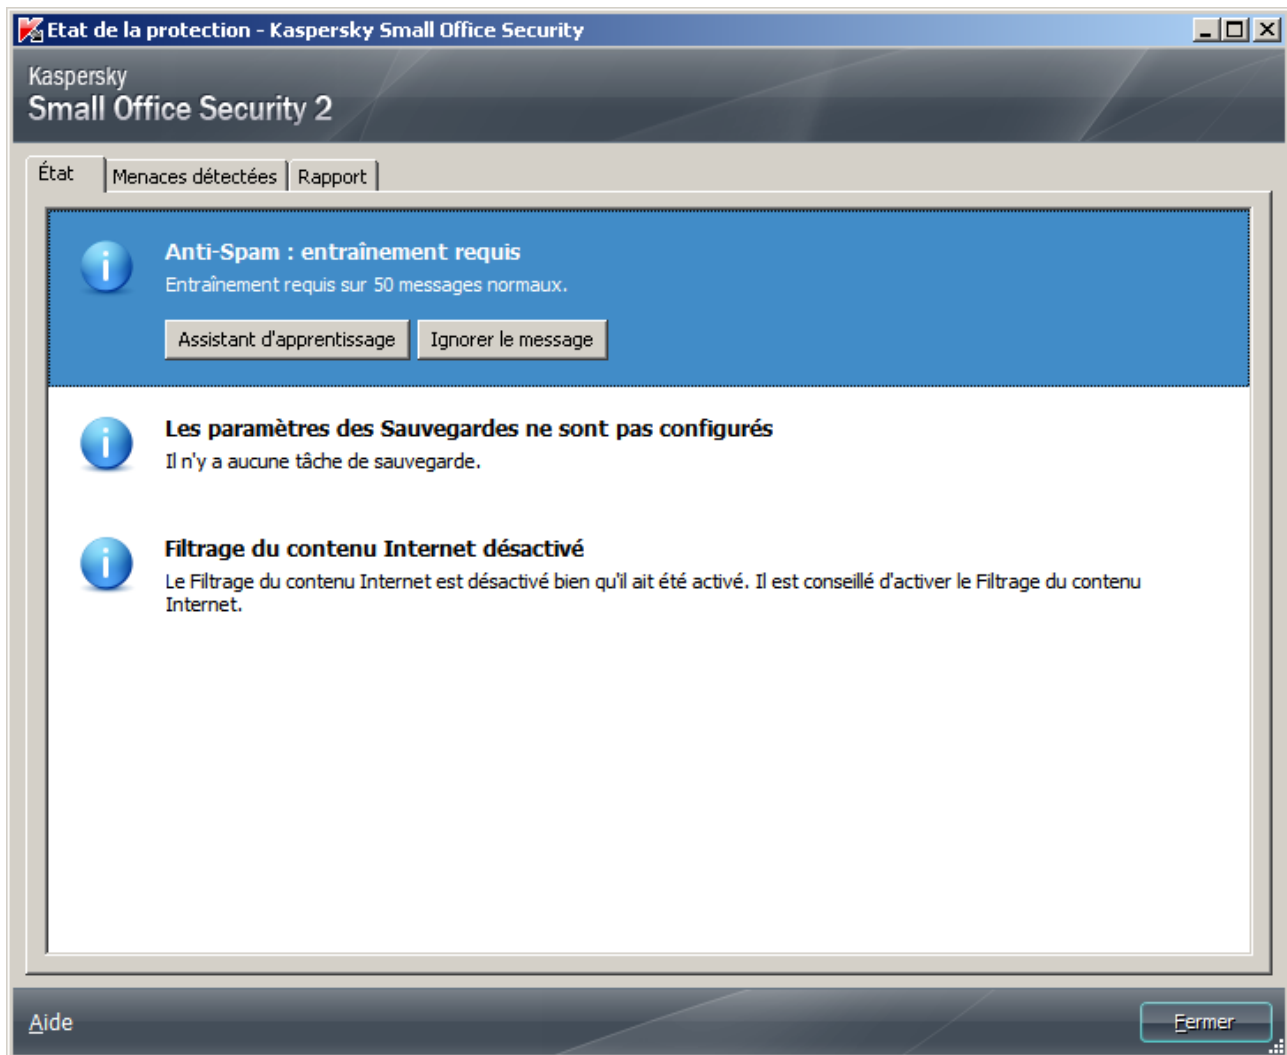 Etat de la protection - Kaspersky Small Office Security
Kaspersky
Small Office Security 2
État
Menaces détectées
Rapport
Anti-Spam : entraînement requis
Entraînement requis sur 50 messages normaux.
Assistant d'apprentissage
Ignorer le message
Les paramètres des Sauvegardes ne sont pas configurés
Il n'y a aucune tâche de sauvegarde.
Filtrage du contenu Internet désactivé
Le Filtrage du contenu Internet est désactivé bien qu'il ait été activé. Il est conseillé d'activer le Filtrage du contenu
Internet.
Aide
Fermer